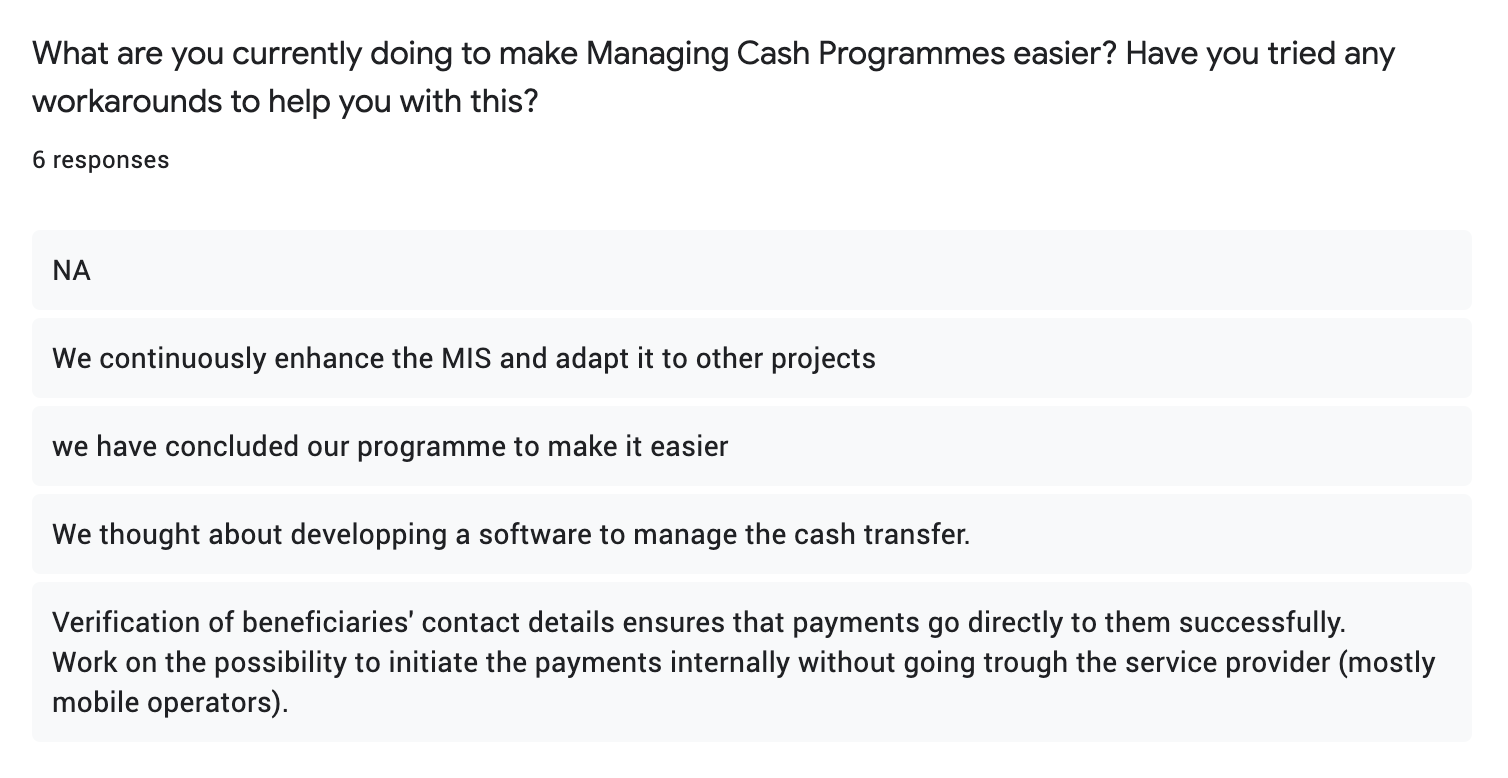 What are you currently doing to make Managing Cash Programmes easier? Have you tried any
workarounds to help you with this?
6 responses
NA
We continuously enhance the MIS and adapt it to other projects
we have concluded our programme to make it easier
We thought about developping a software to manage the cash transfer.
Verification of beneficiaries' contact details ensures that payments go directly to them successfully.
Work on the possibility to initiate the payments internally without going trough the service provider (mostly
mobile operators).